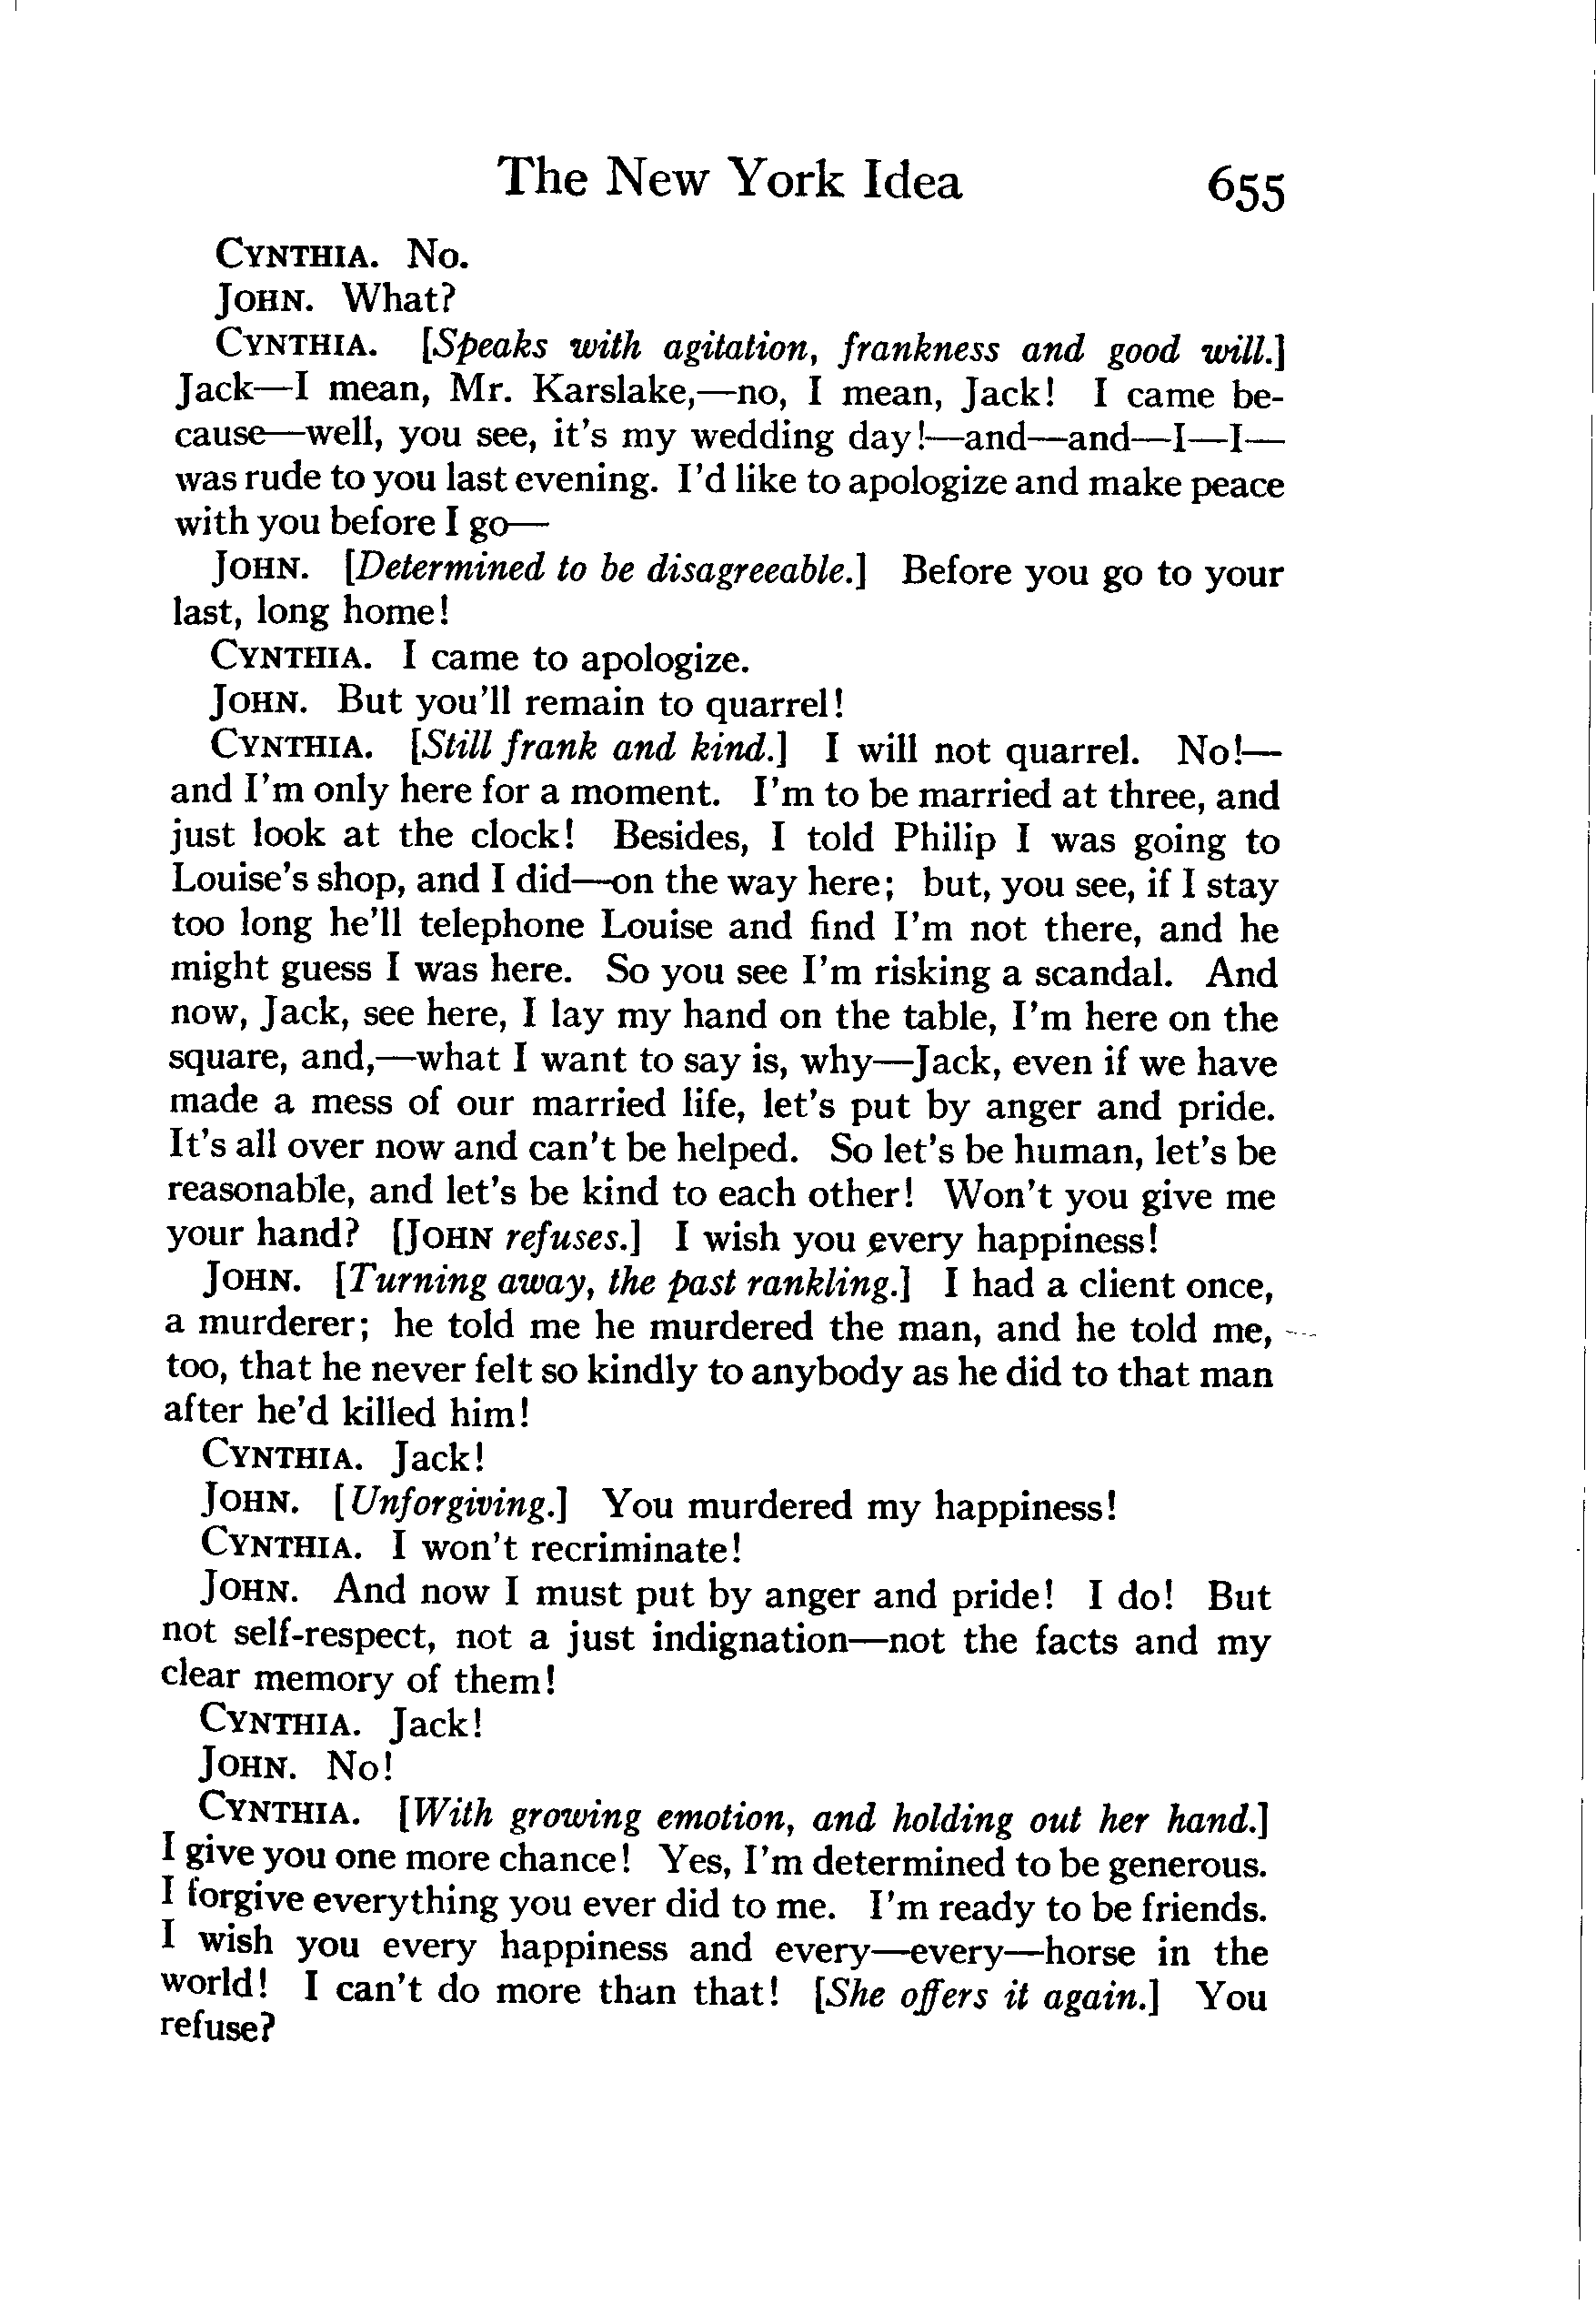 The New York Idea 655
CYNTHIA. No.
JOHN. What?
CYNTHIA. [Speaks with agitation, frankness and good will.]
Jack—I mean, Mr. Karslake,—no, I mean, Jack! I came be-
cause—well, you see, it's my wedding day!—and—and—I—I—
was rude to you last evening. I'd like to apologize and make peace
with you before I go—
JOHN. [Determined to be disagreeable.] Before you go to your
last, long home!
CYNTHIA. I came to apologize.
JOHN. But you'll remain to quarrel!
CYNTHIA. [Still frank and kind.] I will not quarrel. No!—
and I'm only here for a moment. I'm to be married at three, and
just look at the clock! Besides, I told Philip I was going to
Louise's shop, and I did—on the way here; but, you see, if I stay
too long he'll telephone Louise and find I'm not there, and he
might guess I was here. So you see I'm risking a scandal. And
now, Jack, see here, I lay my hand on the table, I'm here on the
square, and,—what I want to say is, why—Jack, even if we have
made a mess of our married life, let's put by anger and pride.
It's all over now and can't be helped. So let's be human, let's be
reasonable, and let's be kind to each other! Won't you give me
your hand? [JOHN refuses.] I wish you every happiness!
JOHN. [Turning away, the past rankling.] I had a client once,
a murderer; he told me he murdered the man, and he told me,
too, that he never felt so kindly to anybody as he did to that man
after he'd killed him!
CYNTHIA. Jack!
JOHN. [Unforgiving.] You murdered my happiness!
CYNTHIA. I won't recriminate!
JOHN. And now I must put by anger and pride! I do! But
not self-respect, not a just indignation—not the facts and my
clear memory of them!
CYNTHIA. Jack!
JOHN. No!
CYNTHIA. [With growing emotion, and holding out her hand.]
I give you one more chance! Yes, I'm determined to be generous.
I forgive everything you ever did to me. I'm ready to be friends.
I wish you every happiness and every—every—horse in the
world! I can't do more than that! [She offers it again.] You
refuse?